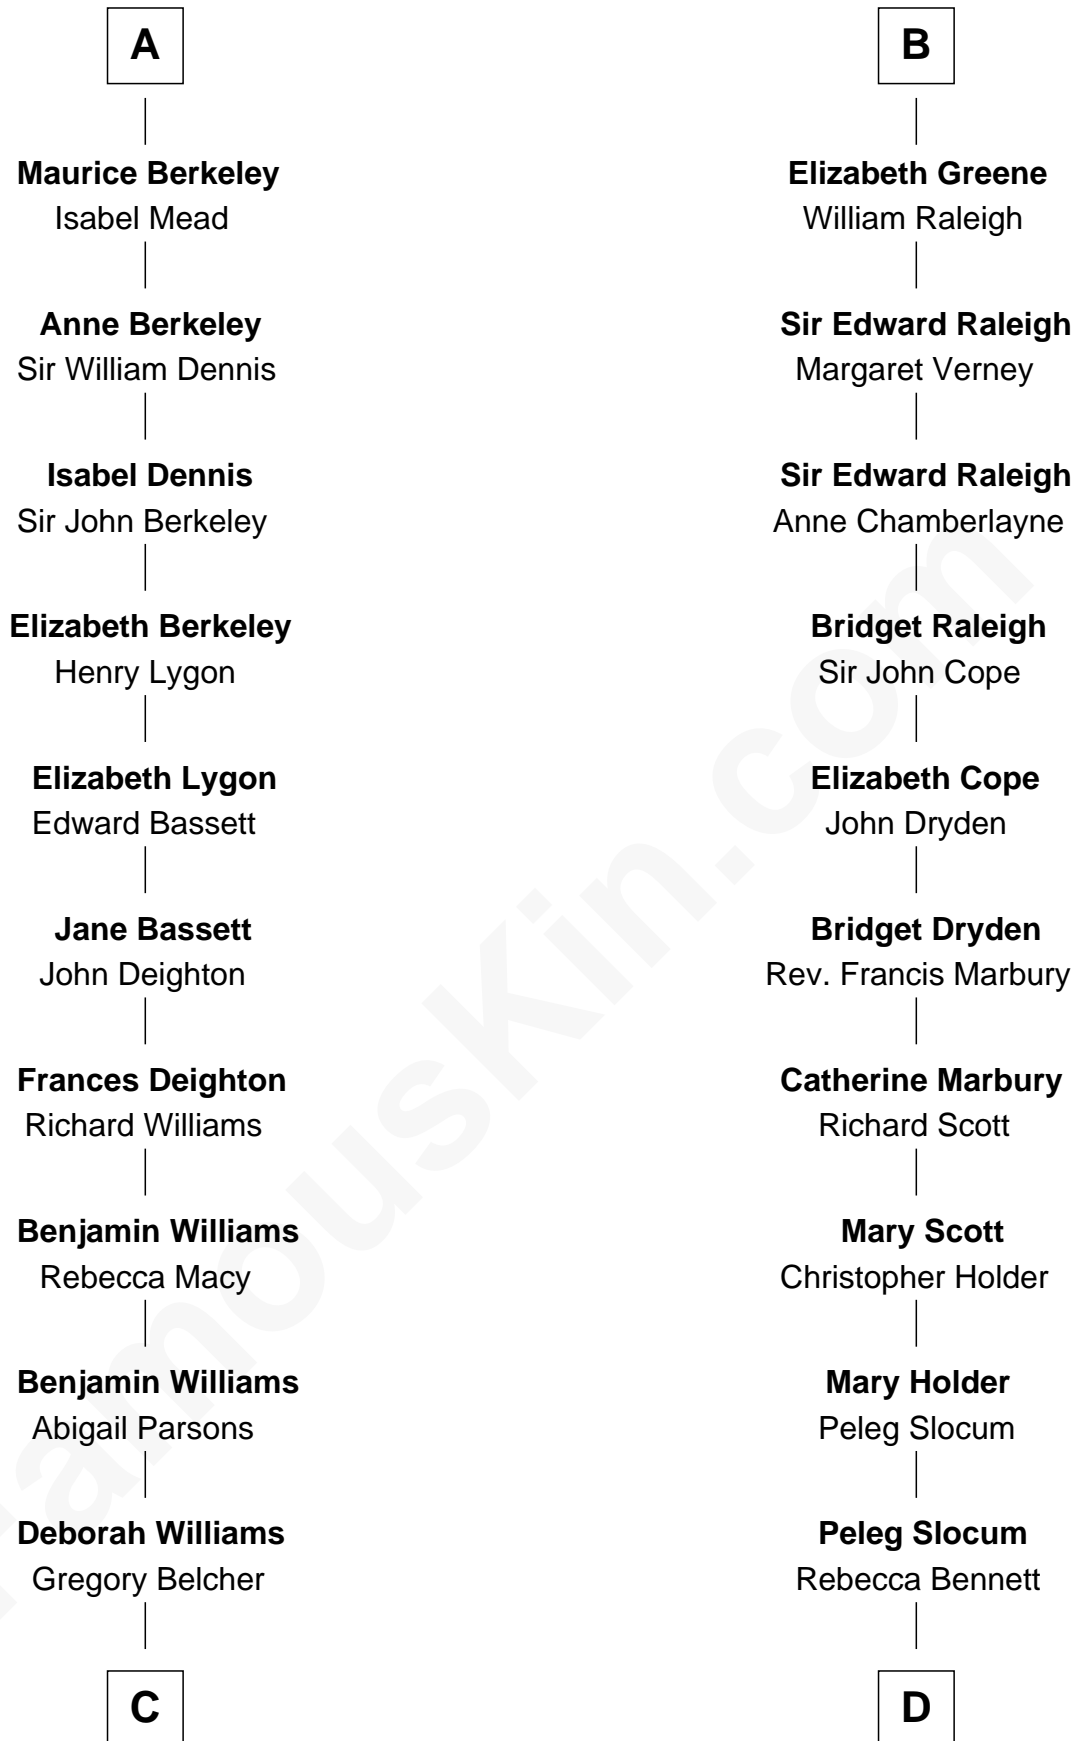 A
Maurice Berkeley
Isabel Mead
Anne Berkeley
Sir William Dennis
Isabel Dennis
Sir John Berkeley
Elizabeth Berkeley
Henry Lygon
Elizabeth Lygon
Edward Bassett
Jane Bassett
John Deighton
Frances Deighton
Richard Williams
Benjamin Williams
Rebecca Macy
Benjamin Williams
Abigail Parsons
Deborah Williams
Gregory Belcher
C
B
Elizabeth Greene
William Raleigh
Sir Edward Raleigh
Margaret Verney
Sir Edward Raleigh
Anne Chamberlayne
Bridget Raleigh
Sir John Cope
Elizabeth Cope
John Dryden
Bridget Dryden
Rev. Francis Marbury
Catherine Marbury
Richard Scott
Mary Scott
Christopher Holder
Mary Holder
Peleg Slocum
Peleg Slocum
Rebecca Bennett
D
FamousKin.com